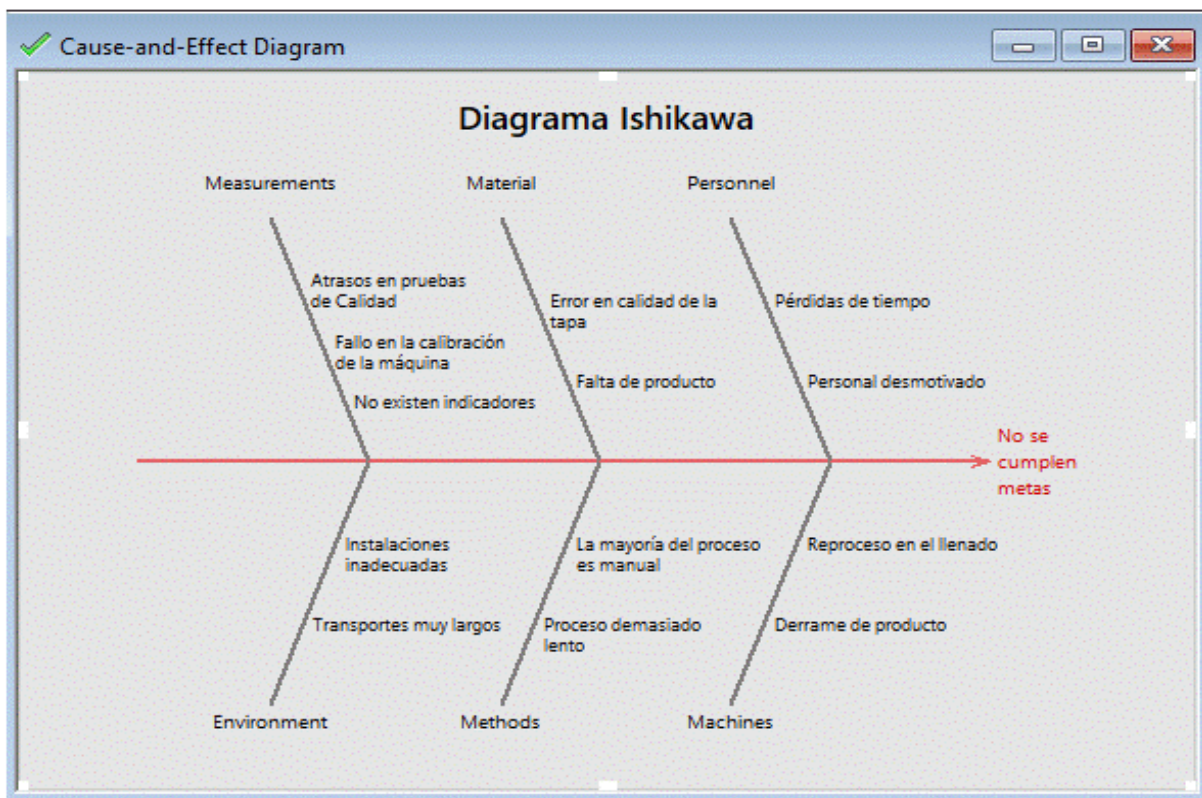 Cause-and-Effect Diagram
Diagrama Ishikawa
Measurements
Material
Personnel
Atrasos en pruebas
de Calidad
Fallo en la calibración
de la máquina
No existen indicadores
Error en calidad de la
tapa
Falta de producto
Pérdidas de tiempo
Personal desmotivado
No se
cumplen
metas
Instalaciones
inadecuadas
Transportes muy largos
La mayoría del proceso
es manual
Proceso demasiado
lento
Reproceso en el llenado
Derrame de producto
Environment
Methods
Machines